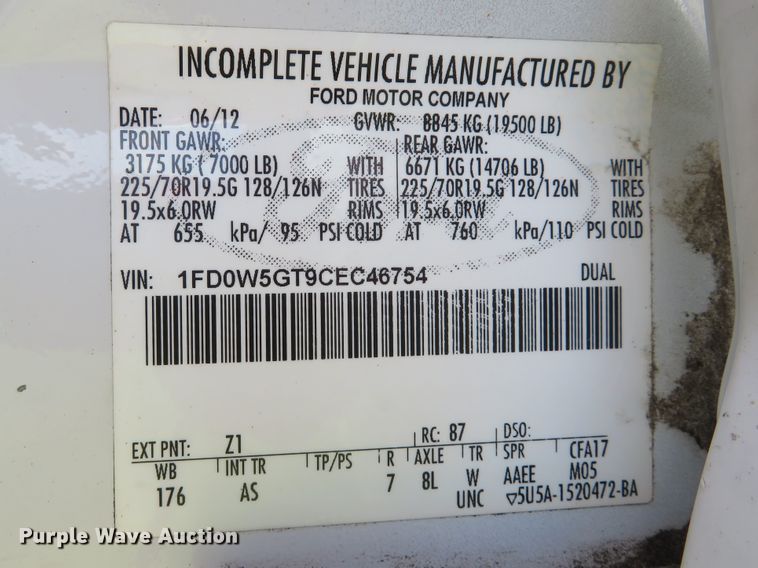 INCOMPLETE VEHICLE MANUFACTURED BY
FORD MOTOR COMPANY
DATE: 06/12 GVWR: 8845 KG (19500 LB)
FRONT GAWR: REAR GAWR:
3175 KG ( 7000 LB) WITH 6671 KG (14706 LB) WITH
225/70R19.5G 128/126N TIRES 225/70R19.5G 128/126N TIRES
19.5x6.0RW RIMS 19.5x6.0RW RIMS
AT 655 kPa/ 95 PSI COLD AT 760 kPa/110 PSI COLD
VIN: 1FD0W5GT9CEC46754 DUAL
EXT PNT: Z1 RC: 87 DSO:
WB INT TR TP/PS R AXLE TR SPR CFA17
176 AS 7 8L W AAEE M05
UNC ▽5U5A-1520472-BA
Purple Wave Auction